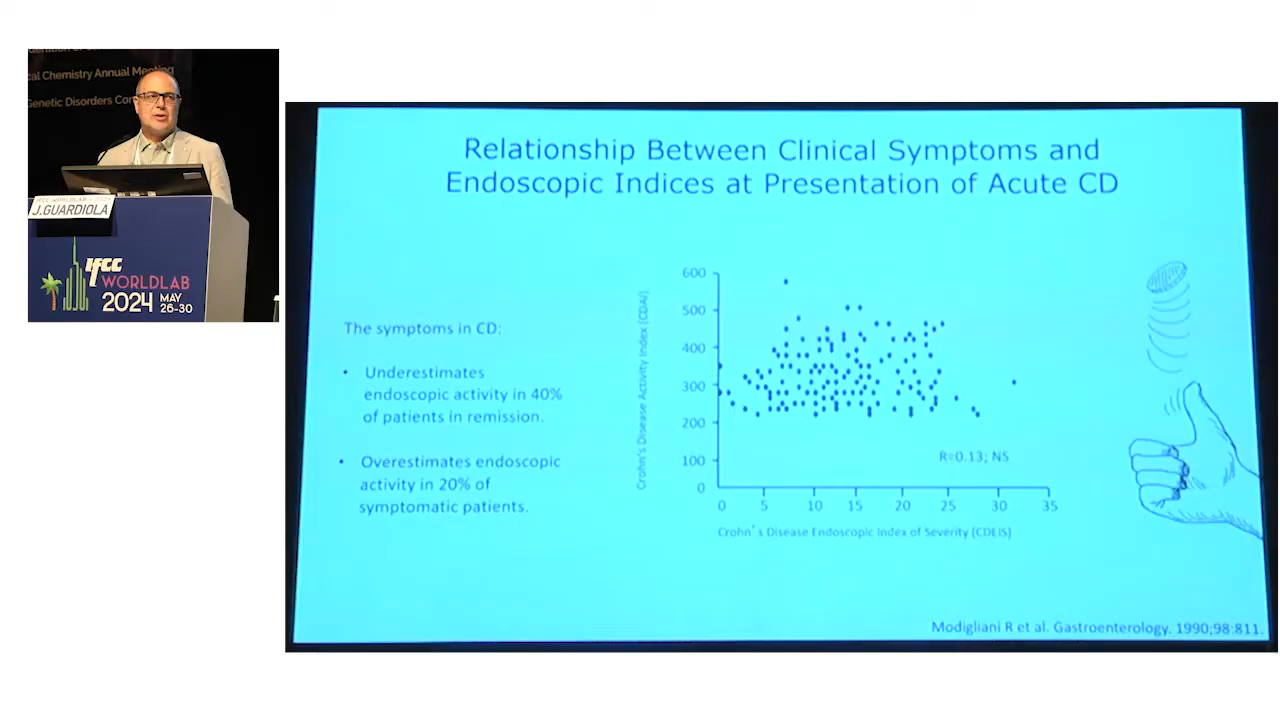 cal Chemistry Annual Meeting
Genetic Disorders
IFCC WORLDLAB
J.GUARDIOLA
IFCC
WORLDLAB
2024 MAY
26-30
Relationship Between Clinical Symptoms and
Endoscopic Indices at Presentation of Acute CD
The symptoms in CD:
• Underestimates
endoscopic activity in 40%
of patients in remission.
• Overestimates endoscopic
activity in 20% of
symptomatic patients.
Crohn's Disease Activity Index (CDAI)
600
500
400
300
200
100
0
R=0.13; NS
0 5 10 15 20 25 30 35
Crohn's Disease Endoscopic Index of Severity (CDEIS)
Modigliani R et al. Gastroenterology. 1990;98:811.